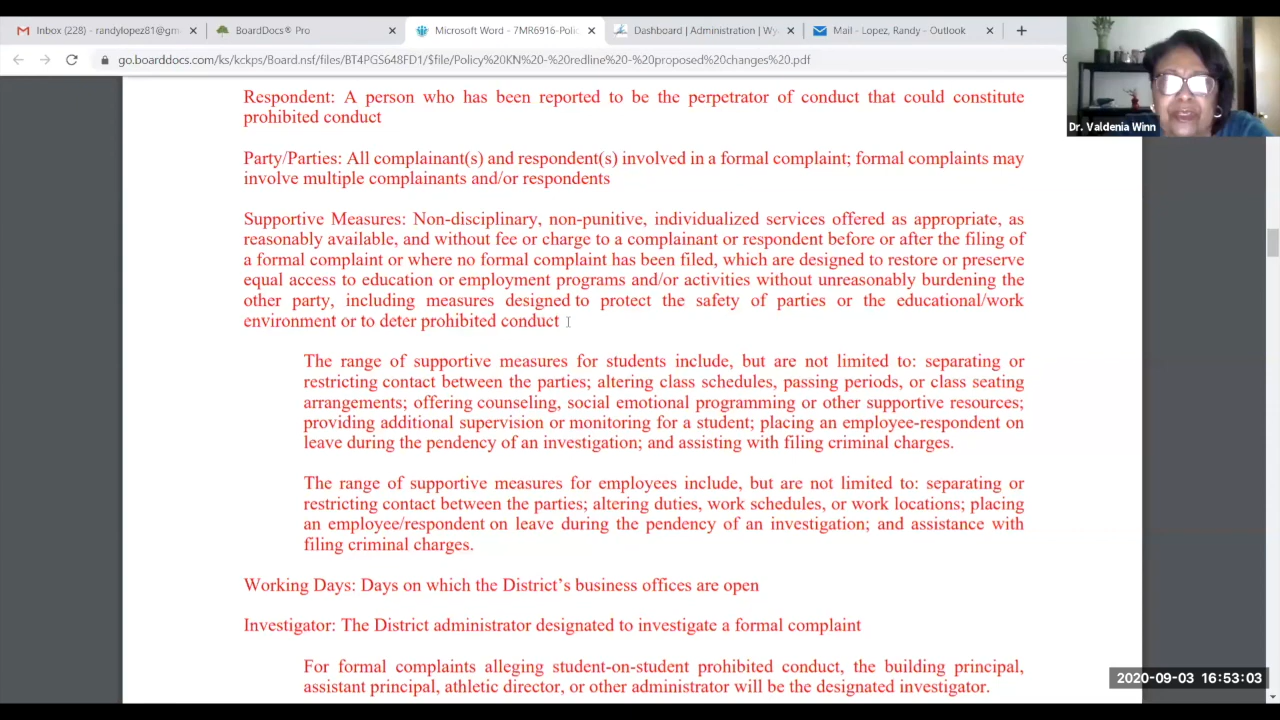 Inbox (228) - randylopez81@gm
BoardDocs® Pro
Microsoft Word - 7MR6916-Polic
Dashboard | Administration | Wy
Mail - Lopez, Randy - Outlook
go.boarddocs.com/ks/kckps/Board.nsf/files/BT4PGS648FD1/$file/Policy%20KN%20-%20redline%20-%20proposed%20changes%20.pdf
Dr. Valdenia Winn
Respondent: A person who has been reported to be the perpetrator of conduct that could constitute
prohibited conduct
Party/Parties: All complainant(s) and respondent(s) involved in a formal complaint; formal complaints may
involve multiple complainants and/or respondents
Supportive Measures: Non-disciplinary, non-punitive, individualized services offered as appropriate, as
reasonably available, and without fee or charge to a complainant or respondent before or after the filing of
a formal complaint or where no formal complaint has been filed, which are designed to restore or preserve
equal access to education or employment programs and/or activities without unreasonably burdening the
other party, including measures designed to protect the safety of parties or the educational/work
environment or to deter prohibited conduct
The range of supportive measures for students include, but are not limited to: separating or
restricting contact between the parties; altering class schedules, passing periods, or class seating
arrangements; offering counseling, social emotional programming or other supportive resources;
providing additional supervision or monitoring for a student; placing an employee-respondent on
leave during the pendency of an investigation; and assisting with filing criminal charges.
The range of supportive measures for employees include, but are not limited to: separating or
restricting contact between the parties; altering duties, work schedules, or work locations; placing
an employee/respondent on leave during the pendency of an investigation; and assistance with
filing criminal charges.
Working Days: Days on which the District's business offices are open
Investigator: The District administrator designated to investigate a formal complaint
For formal complaints alleging student-on-student prohibited conduct, the building principal,
assistant principal, athletic director, or other administrator will be the designated investigator.
2020-09-03 16:53:03